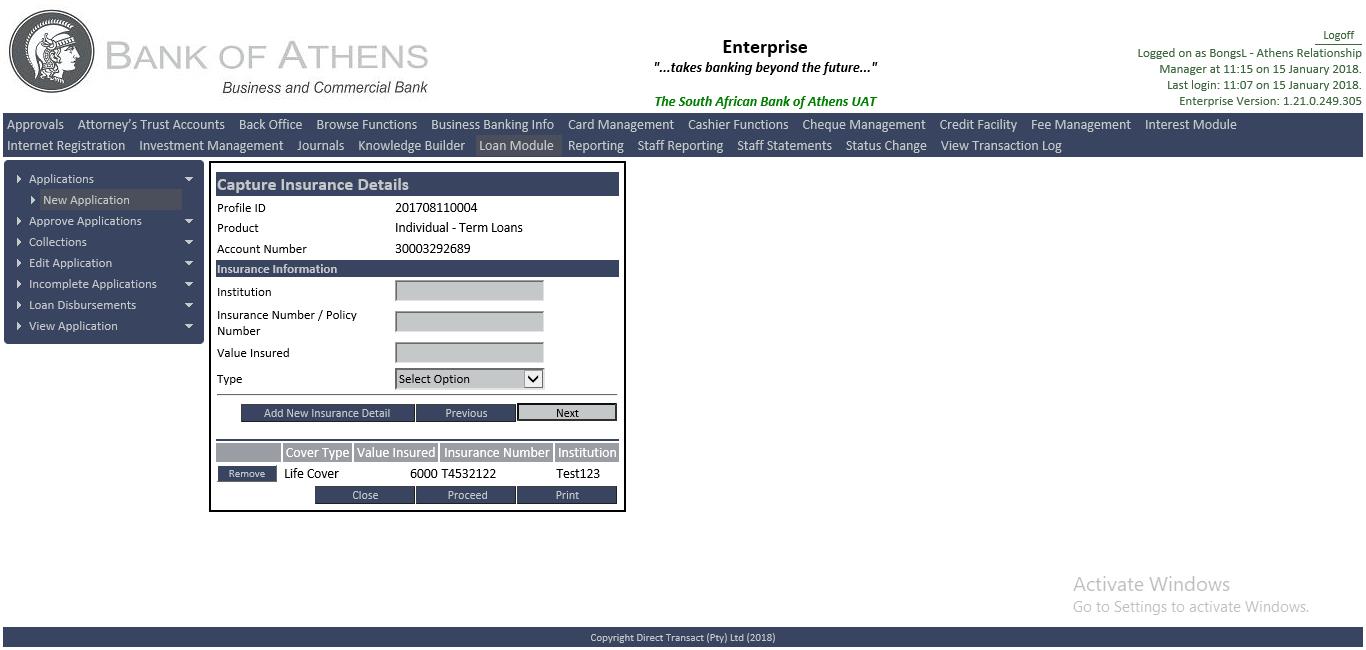 BANK OF ATHENS
Business and Commercial Bank
Enterprise
"...takes banking beyond the future..."
The South African Bank of Athens UAT
Logoff
Logged on as BongsL - Athens Relationship
Manager at 11:15 on 15 January 2018.
Last login: 11:07 on 15 January 2018.
Enterprise Version: 1.21.0.249.305
Approvals Attorney's Trust Accounts Back Office Browse Functions Business Banking Info Card Management Cashier Functions Cheque Management Credit Facility Fee Management Interest Module
Internet Registration Investment Management Journals Knowledge Builder Loan Module Reporting Staff Reporting Staff Statements Status Change View Transaction Log
Applications
New Application
Approve Applications
Collections
Edit Application
Incomplete Applications
Loan Disbursements
View Application
Capture Insurance Details
Profile ID 201708110004
Product Individual - Term Loans
Account Number 30003292689
Insurance Information
Institution
Insurance Number / Policy
Number
Value Insured
Type Select Option
Add New Insurance Detail Previous Next
Cover Type Value Insured Insurance Number Institution
Remove Life Cover 6000 T4532122 Test123
Close Proceed Print
Activate Windows
Go to Settings to activate Windows.
Copyright Direct Transact (Pty) Ltd (2018)